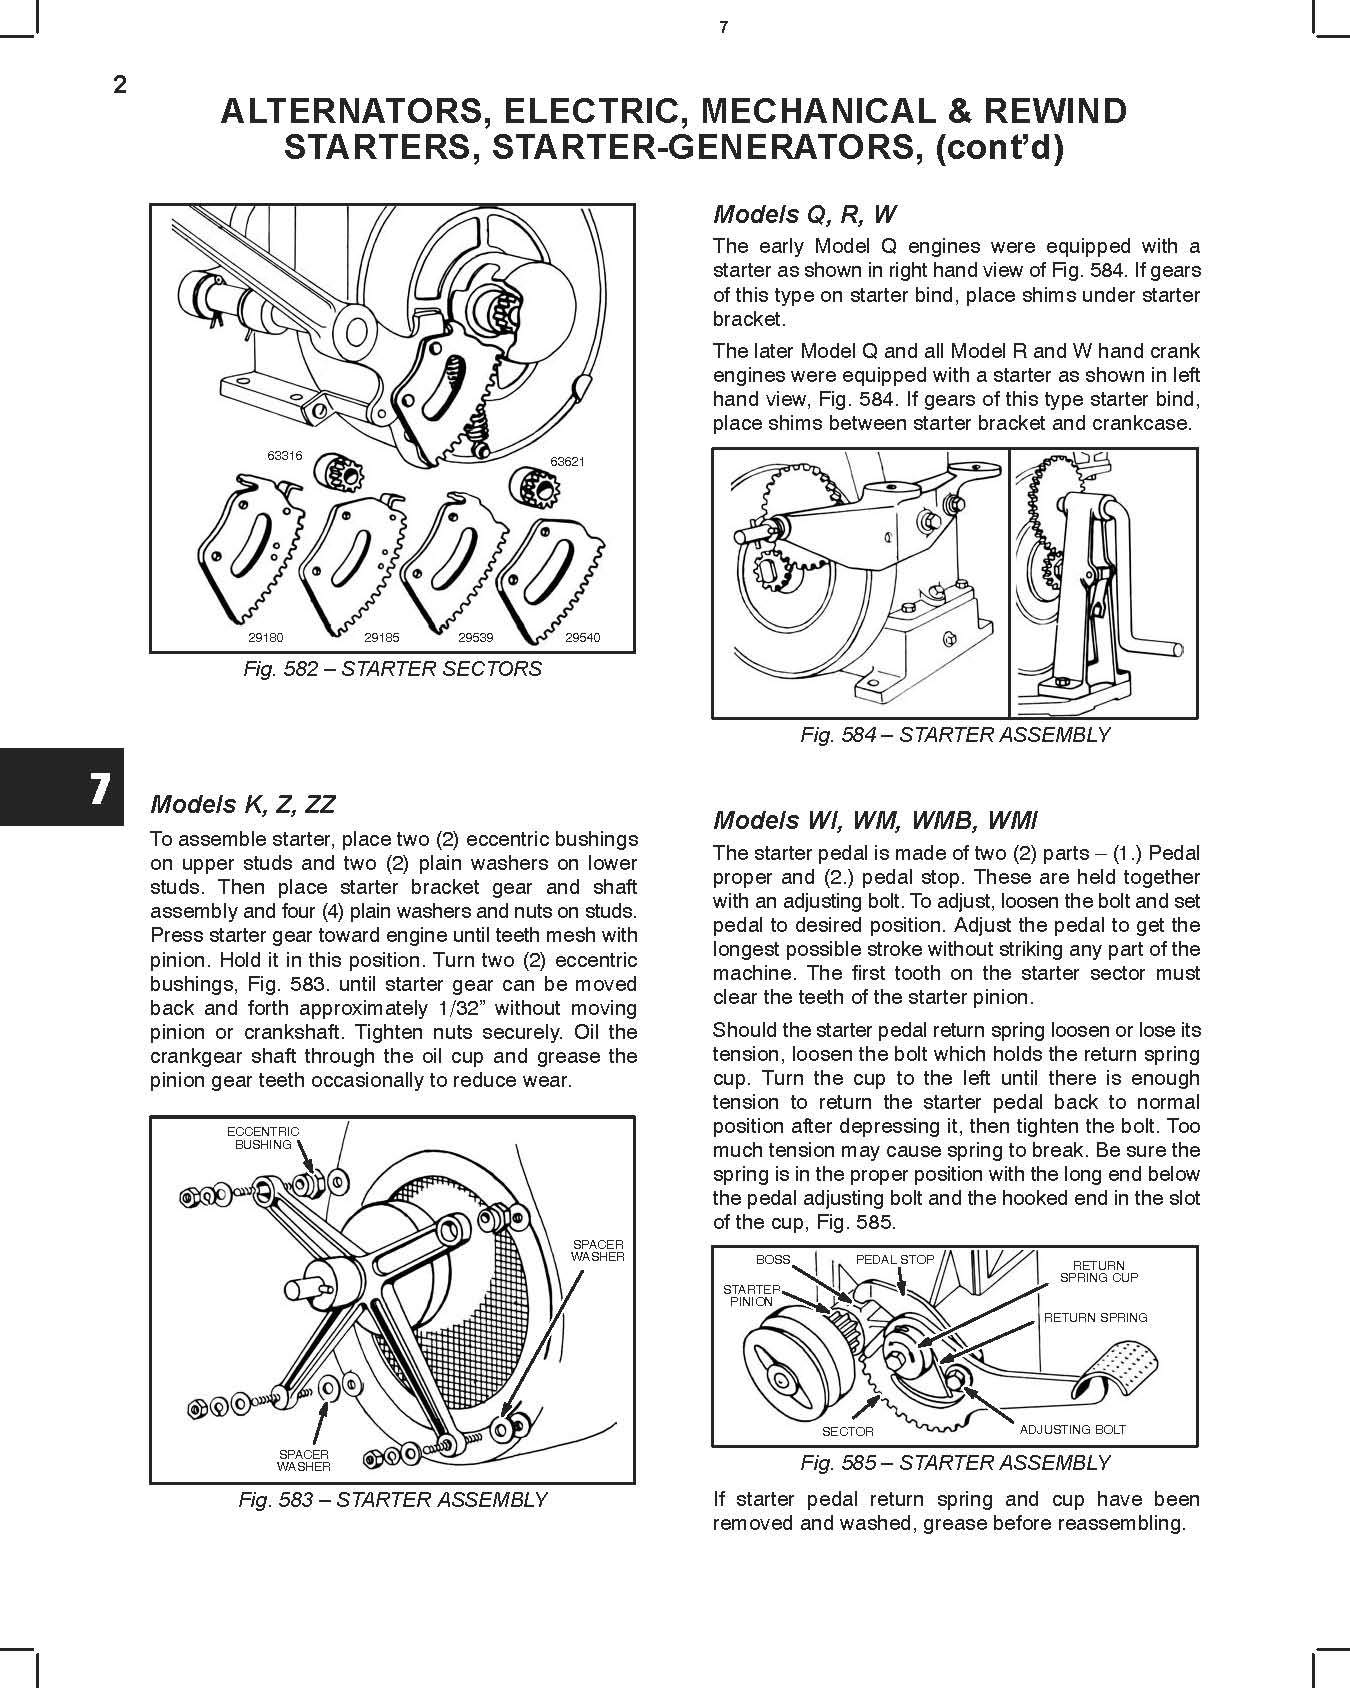 7
2
ALTERNATORS, ELECTRIC, MECHANICAL & REWIND
STARTERS, STARTER-GENERATORS, (cont’d)
63316
63621
29180
29185
29539
29540
Fig. 582 – STARTER SECTORS
7
Models K, Z, ZZ
To assemble starter, place two (2) eccentric bushings
on upper studs and two (2) plain washers on lower
studs. Then place starter bracket gear and shaft
assembly and four (4) plain washers and nuts on studs.
Press starter gear toward engine until teeth mesh with
pinion. Hold it in this position. Turn two (2) eccentric
bushings, Fig. 583. until starter gear can be moved
back and forth approximately 1/32” without moving
pinion or crankshaft. Tighten nuts securely. Oil the
crankgear shaft through the oil cup and grease the
pinion gear teeth occasionally to reduce wear.
ECCENTRIC
BUSHING
SPACER
WASHER
SPACER
WASHER
Fig. 583 – STARTER ASSEMBLY
Models Q, R, W
The early Model Q engines were equipped with a
starter as shown in right hand view of Fig. 584. If gears
of this type on starter bind, place shims under starter
bracket.
The later Model Q and all Model R and W hand crank
engines were equipped with a starter as shown in left
hand view, Fig. 584. If gears of this type starter bind,
place shims between starter bracket and crankcase.
Fig. 584 – STARTER ASSEMBLY
Models WI, WM, WMB, WMI
The starter pedal is made of two (2) parts – (1.) Pedal
proper and (2.) pedal stop. These are held together
with an adjusting bolt. To adjust, loosen the bolt and set
pedal to desired position. Adjust the pedal to get the
longest possible stroke without striking any part of the
machine. The first tooth on the starter sector must
clear the teeth of the starter pinion.
Should the starter pedal return spring loosen or lose its
tension, loosen the bolt which holds the return spring
cup. Turn the cup to the left until there is enough
tension to return the starter pedal back to normal
position after depressing it, then tighten the bolt. Too
much tension may cause spring to break. Be sure the
spring is in the proper position with the long end below
the pedal adjusting bolt and the hooked end in the slot
of the cup, Fig. 585.
BOSS
PEDAL STOP
RETURN
SPRING CUP
STARTER
PINION
RETURN SPRING
SECTOR
ADJUSTING BOLT
Fig. 585 – STARTER ASSEMBLY
If starter pedal return spring and cup have been
removed and washed, grease before reassembling.